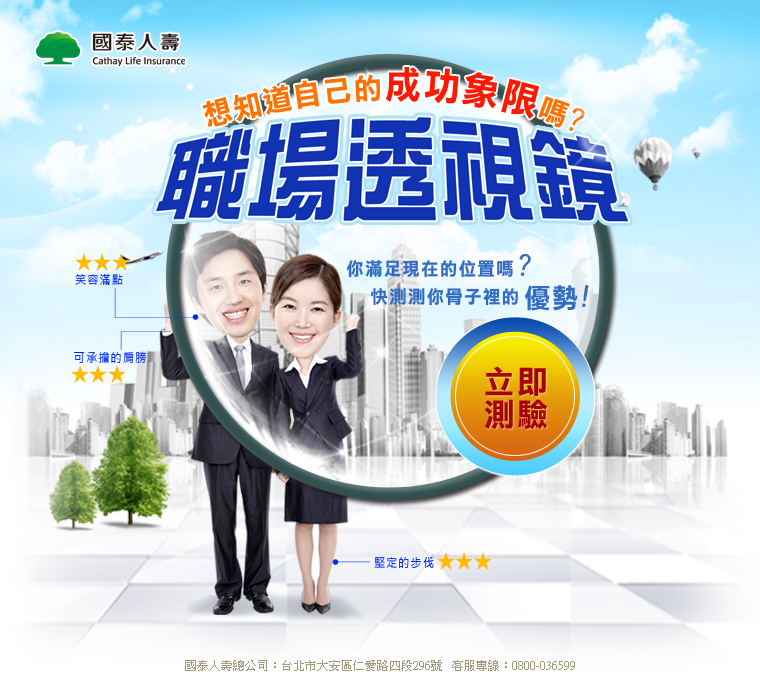 國泰人壽
Cathay Life Insurance
想知道自己的成功象限嗎?
職場透視鏡
你滿足現在的位置嗎?
快測測你骨子裡的 優勢!
笑容滿點
可承擔的肩膀
立即
測驗
堅定的步伐
國泰人壽總公司：台北市大安區仁愛路四段296號 客服專線：0800-036599